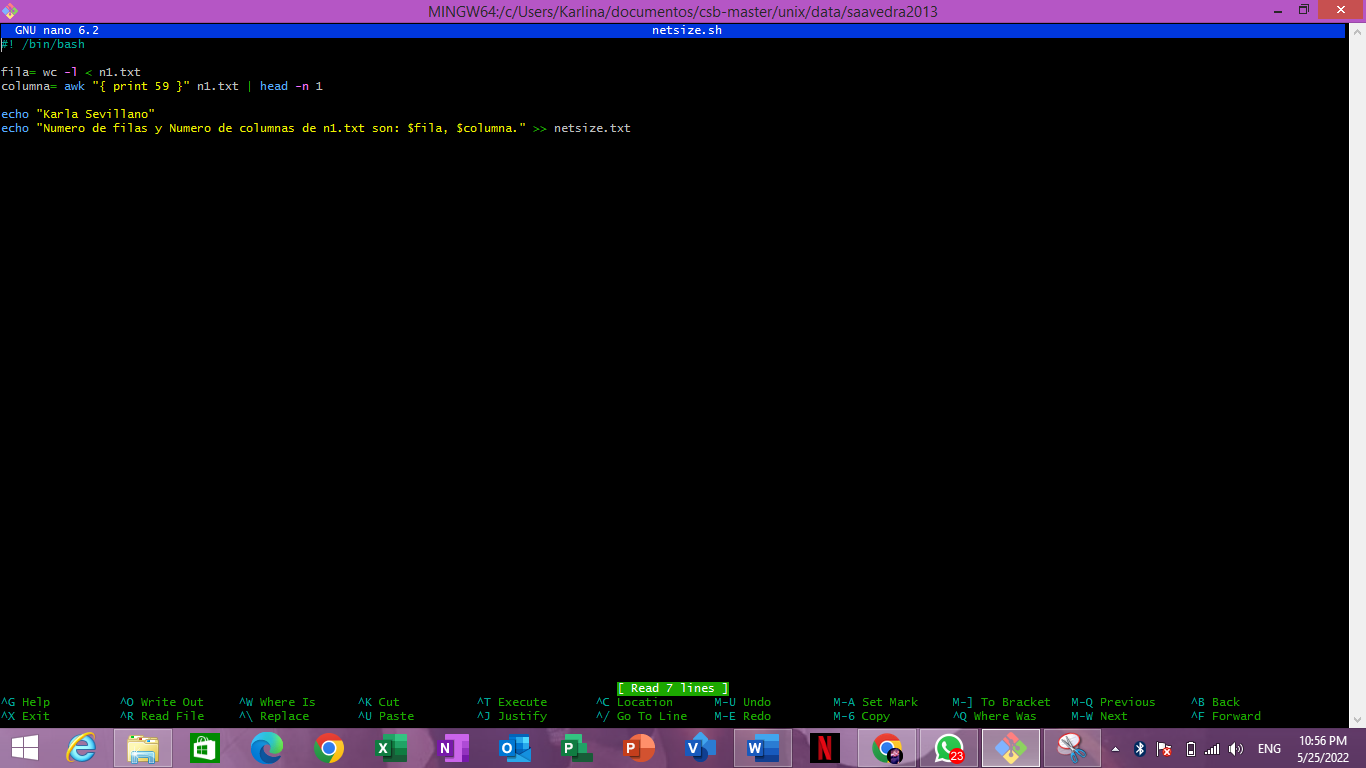 MINGW64:/c/Users/Karlina/documentos/csb-master/unix/data/saavedra2013
GNU nano 6.2 netsize.sh
#! /bin/bash
fila= wc -l < n1.txt
columna= awk "{ print 59 }" n1.txt | head -n 1
echo "Karla Sevillano"
echo "Numero de filas y Numero de columnas de n1.txt son: $fila, $columna." >> netsize.txt
[ Read 7 lines ]
^G Help ^O Write Out ^W Where Is ^K Cut ^T Execute ^C Location M-U Undo M-A Set Mark M-] To Bracket M-Q Previous ^B Back
^X Exit ^R Read File ^\ Replace ^U Paste ^J Justify ^/ Go To Line M-E Redo M-6 Copy ^Q Where Was M-W Next ^F Forward
X N O P P V W N 23 ENG 10:56 PM
5/25/2022